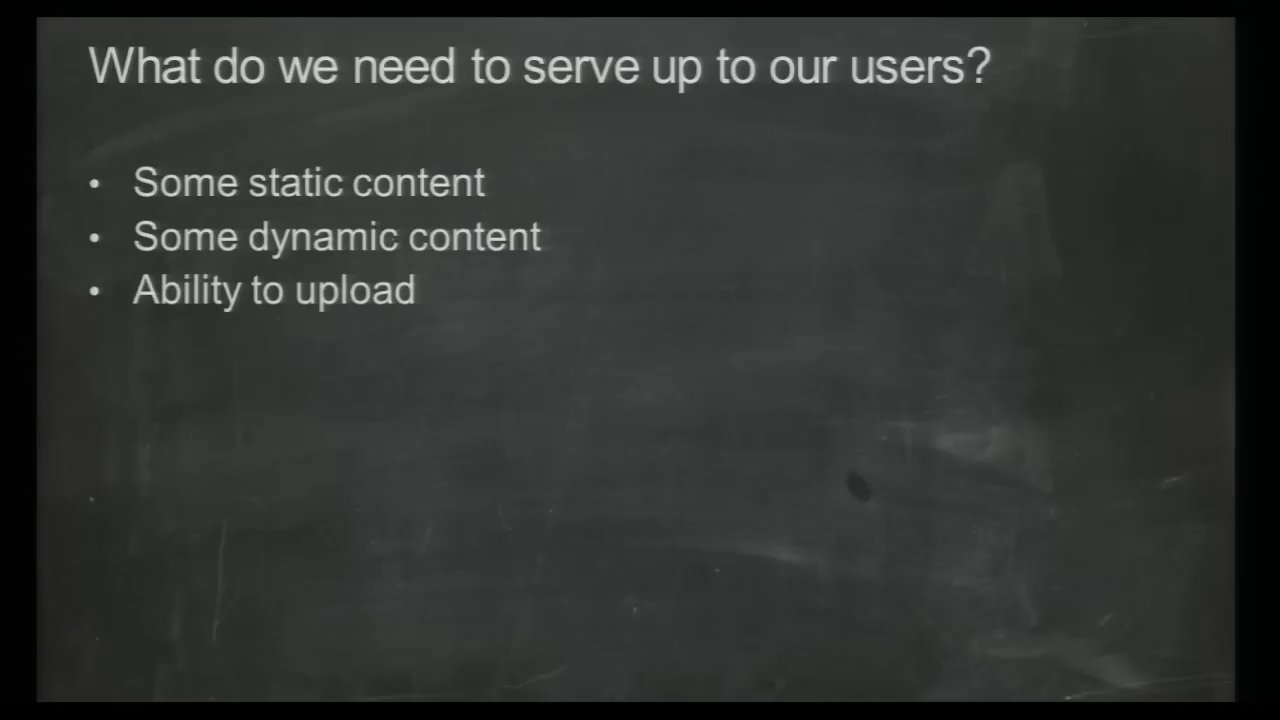 What do we need to serve up to our users?
• Some static content
• Some dynamic content
• Ability to upload